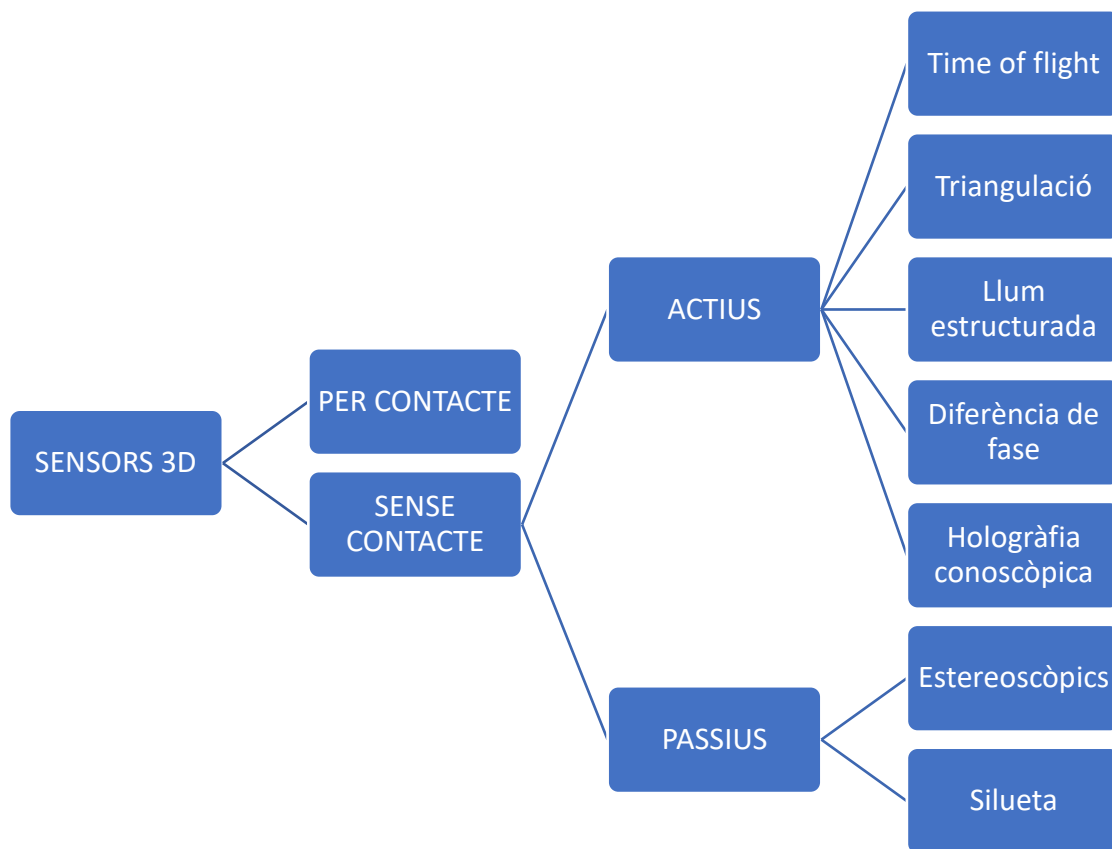 SENSORS 3D
PER CONTACTE
SENSE
CONTACTE
ACTIUS
Time of flight
Triangulació
Llum
estructurada
Diferència de
fase
Hologràfia
conoscòpica
PASSIUS
Estereoscòpics
Silueta